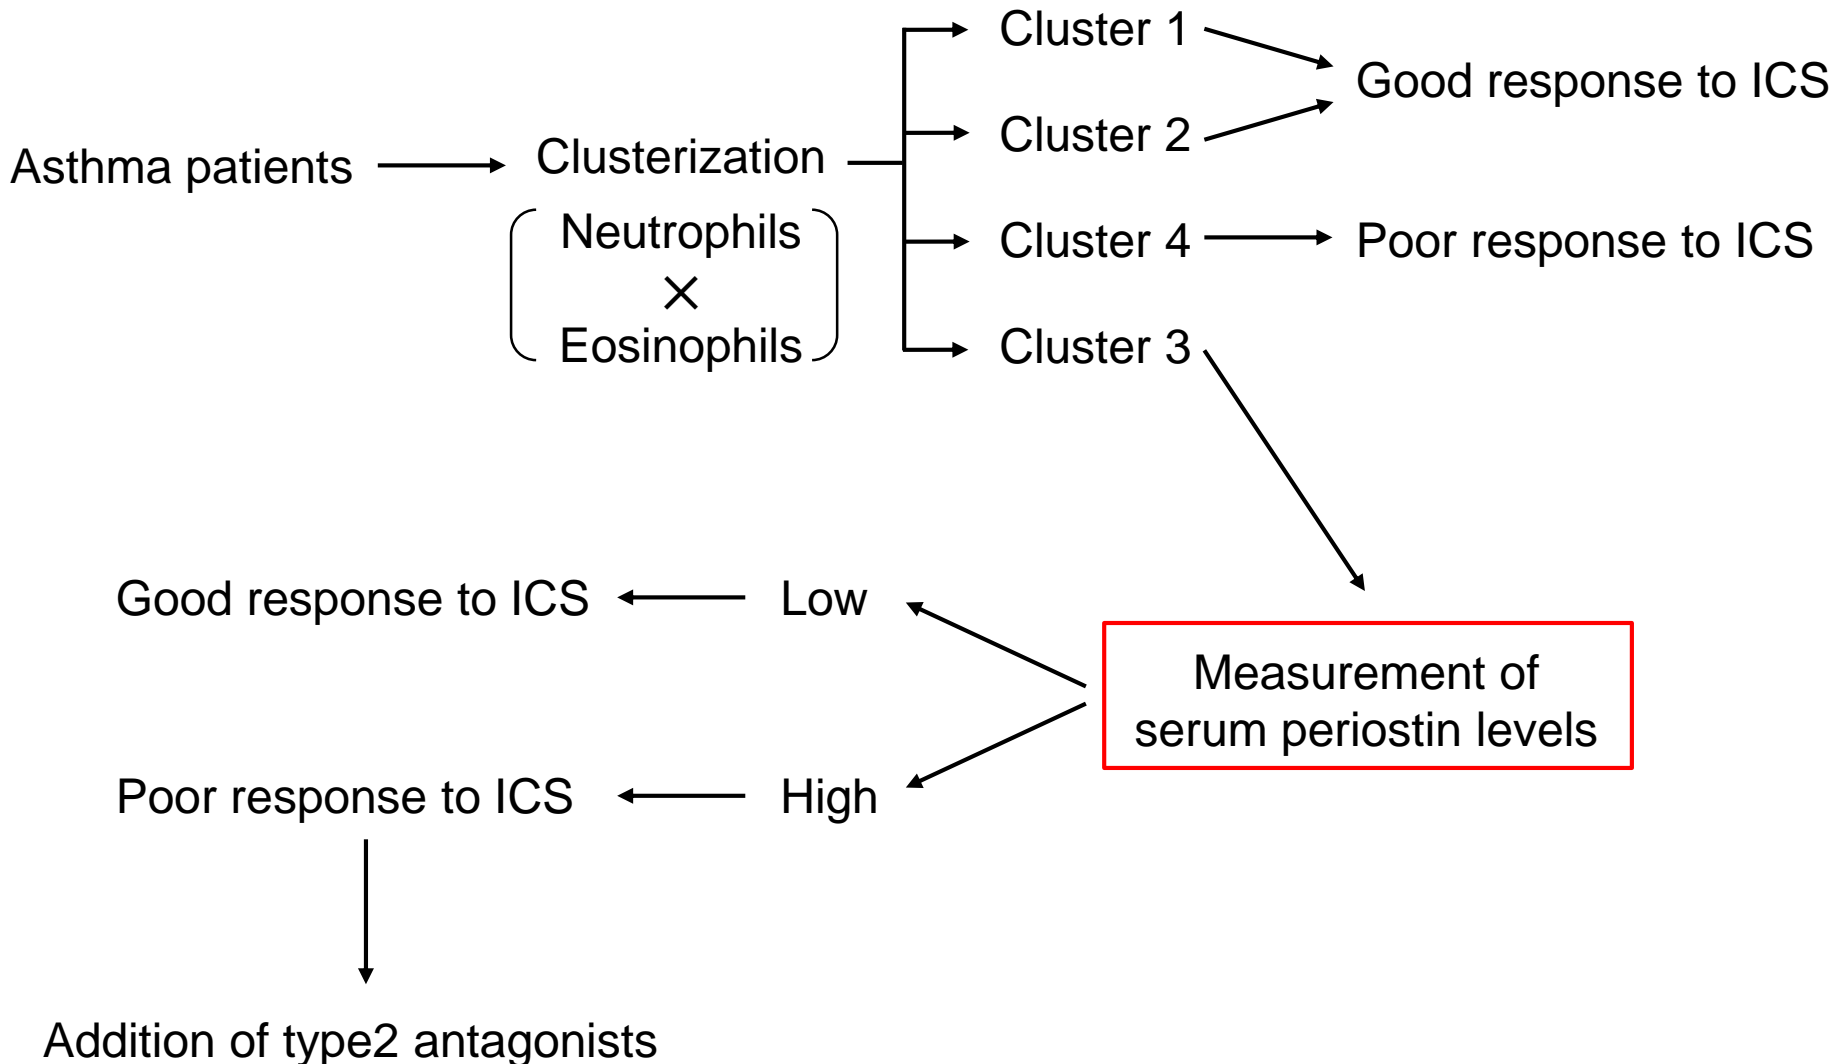 Asthma patients
Clusterization
Neutrophils
×
Eosinophils
Cluster 1
Cluster 2
Cluster 4
Cluster 3
Good response to ICS
Poor response to ICS
Measurement of
serum periostin levels
Low
Good response to ICS
High
Poor response to ICS
Addition of type2 antagonists